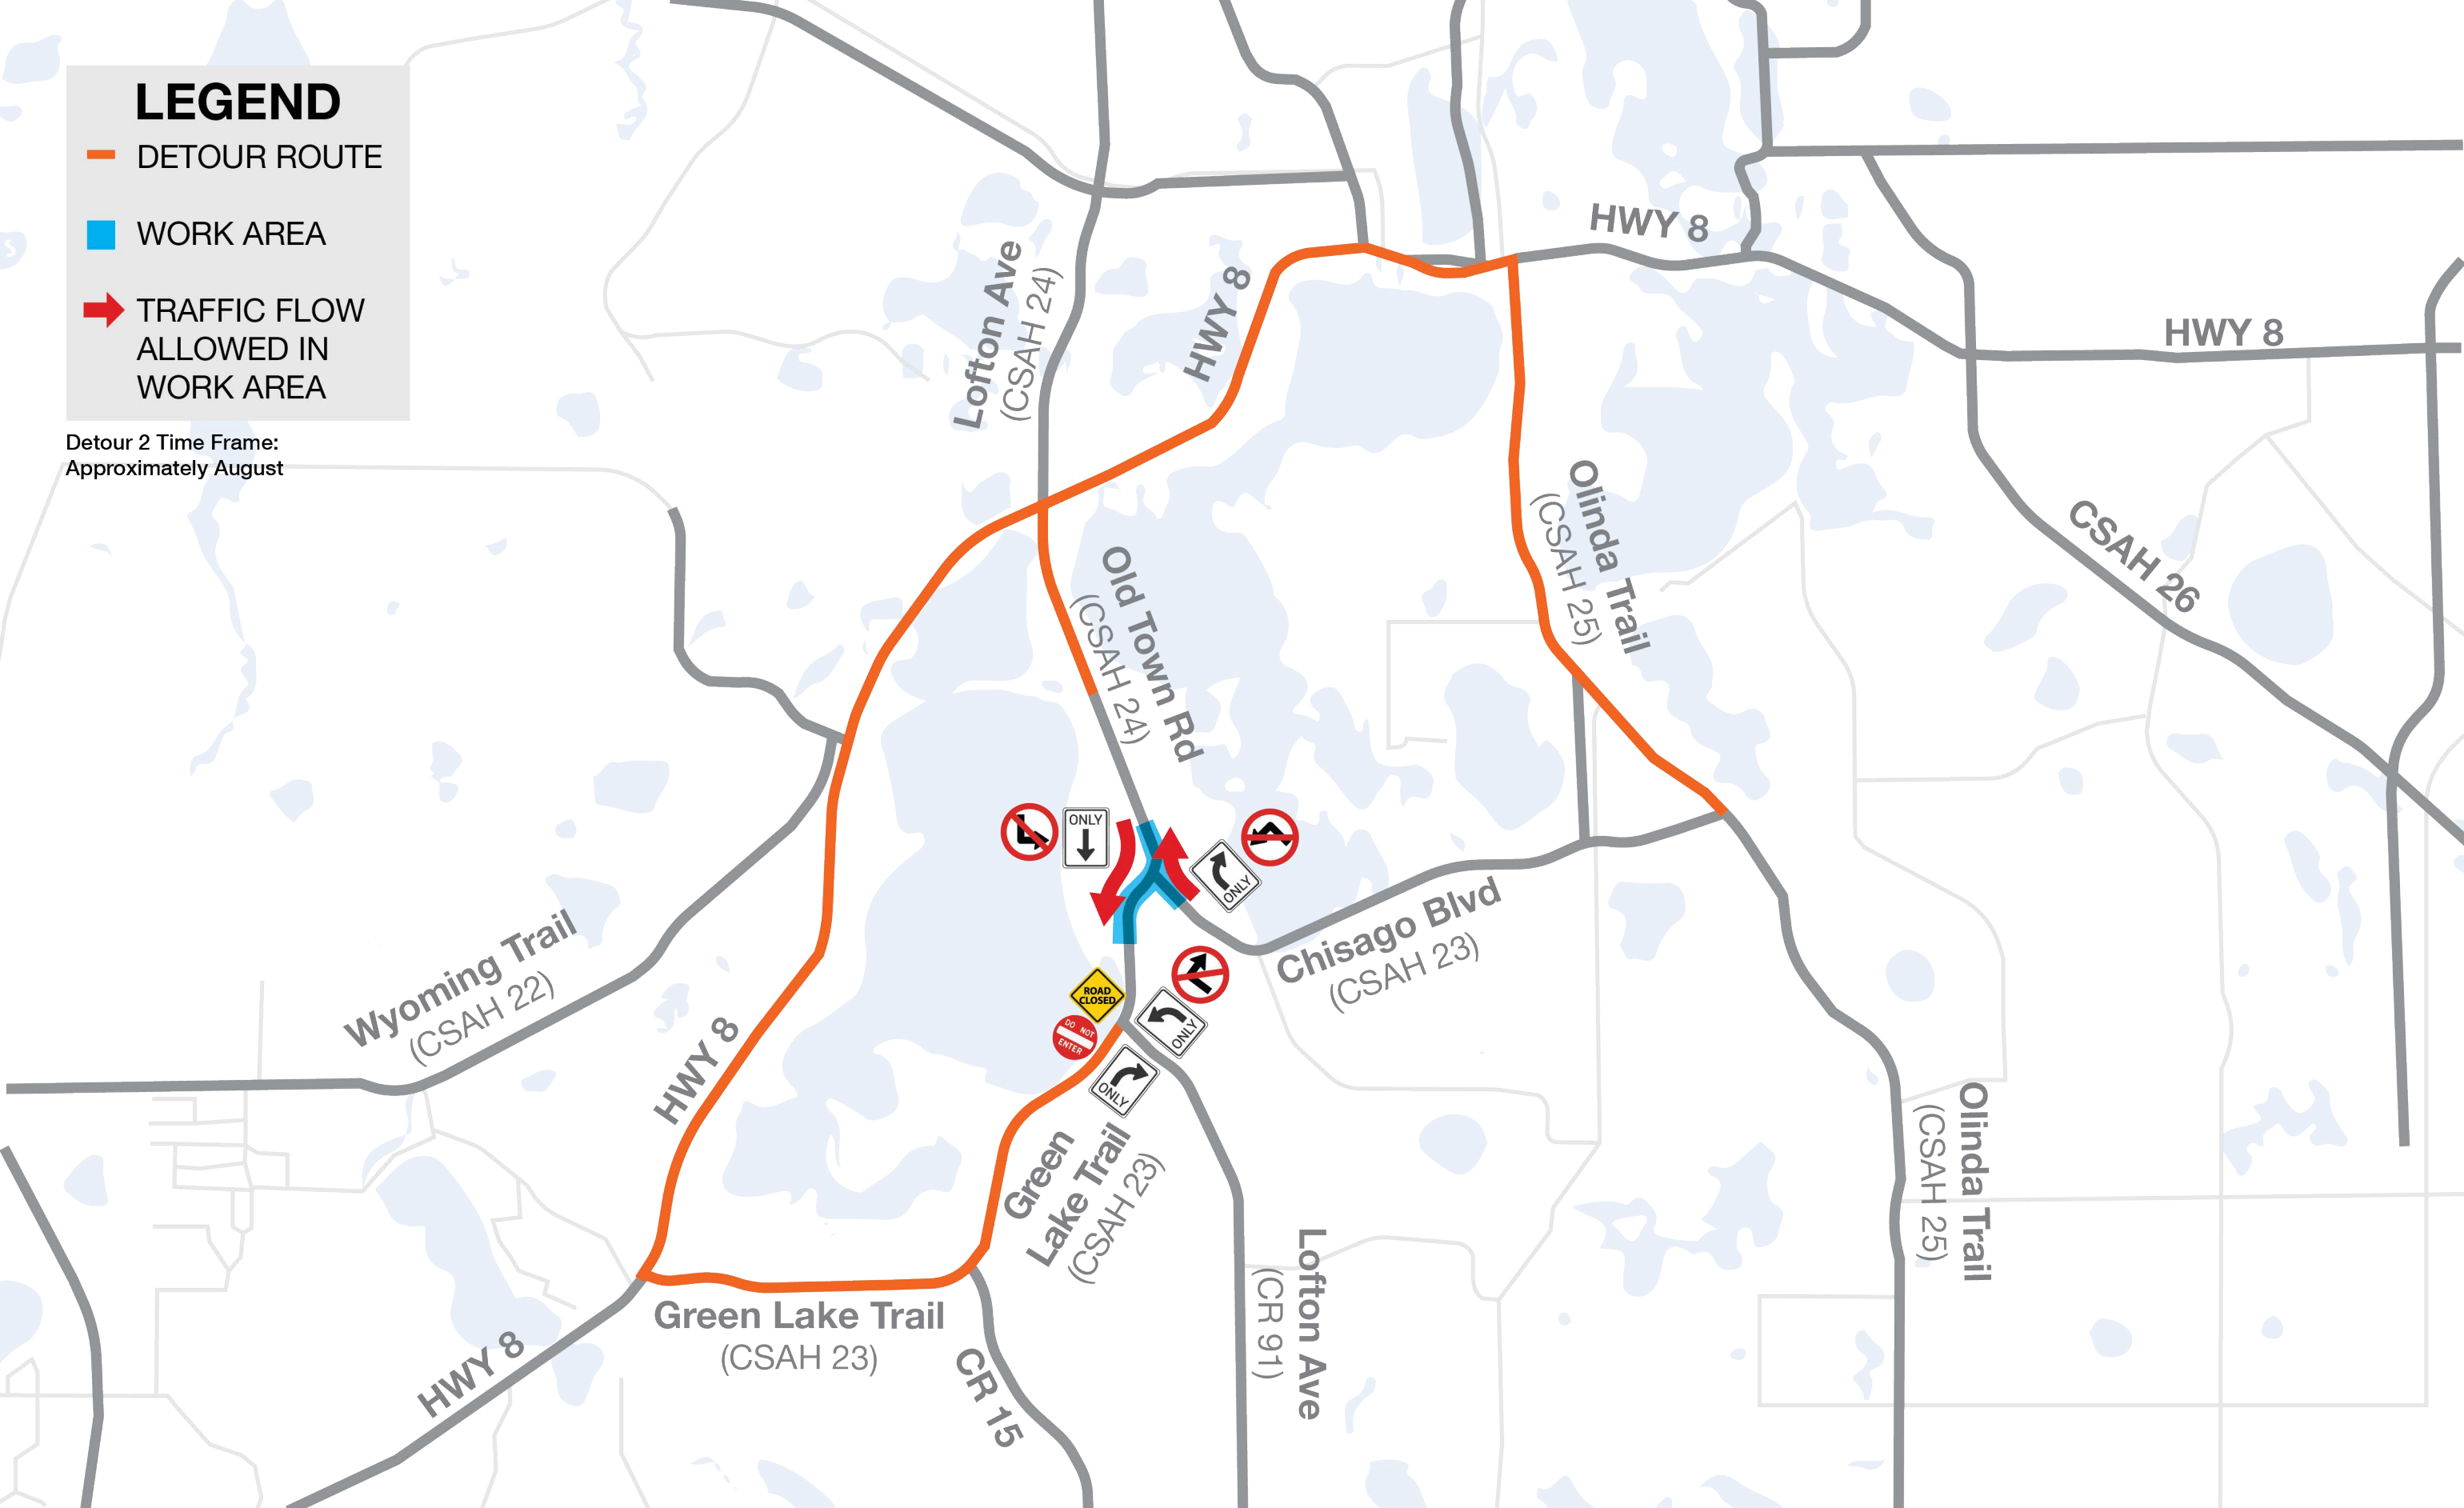 LEGEND
DETOUR ROUTE
WORK AREA
TRAFFIC FLOW
ALLOWED IN
WORK AREA
Detour 2 Time Frame:
Approximately August
HWY 8
HWY 8
Lofton Ave
(CSAH 24)
HWY 8
Olinda Trail
(CSAH 25)
CSAH 26
Old Town Rd
(CSAH 24)
ONLY
ONLY
Chisago Blvd
(CSAH 23)
Wyoming Trail
(CSAH 22)
ROAD
CLOSED
DO NOT
ENTER
ONLY
ONLY
HWY 8
Green
Lake Trail
(CSAH 23)
Olinda Trail
(CSAH 25)
Lofton Ave
(CR 91)
Green Lake Trail
(CSAH 23)
HWY 8
CR 15